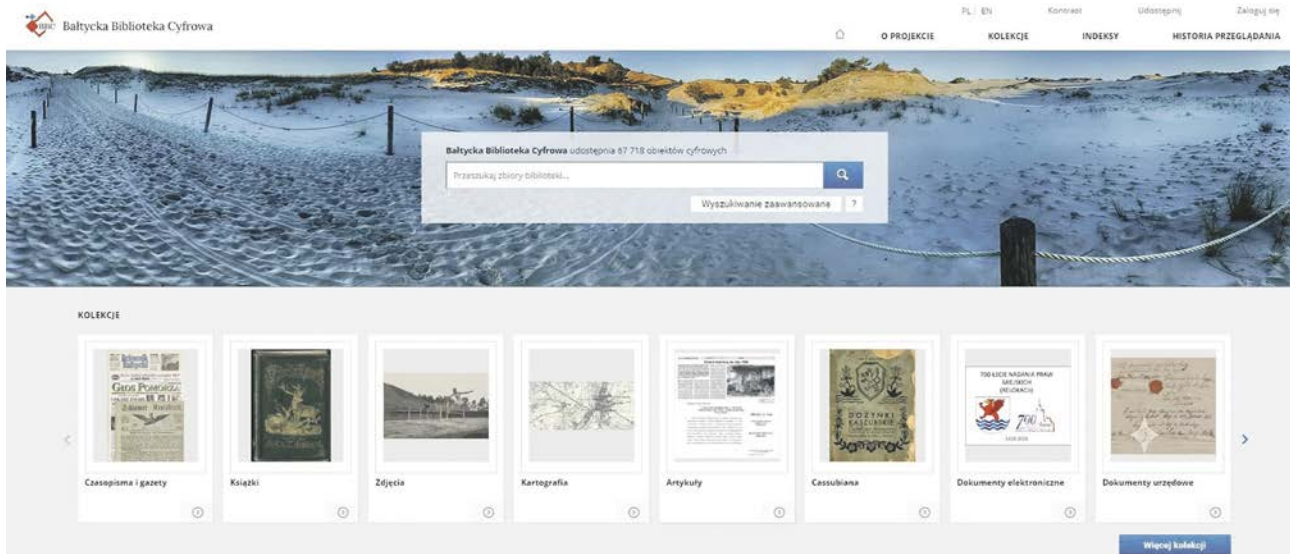 BBC Bałtycka Biblioteka Cyfrowa
PL | EN Kontrast Udostępnij Zaloguj się
O PROJEKCIE KOLEKCJE INDEKSY HISTORIA PRZEGLĄDANIA
Bałtycka Biblioteka Cyfrowa udostępnia 67 718 obiektów cyfrowych
Przeszukaj zbiory biblioteki...
Wyszukiwanie zaawansowane ?
KOLEKCJE
GŁOS POMORZA
DOŻYNKI
KASZUBSKIE
700 LECIE NADANIA PRAW
MIEJSKICH
700
Czasopisma i gazety
Książki
Zdjęcia
Kartografia
Artykuły
Cassubiana
Dokumenty elektroniczne
Dokumenty urzędowe
Więcej kolekcji